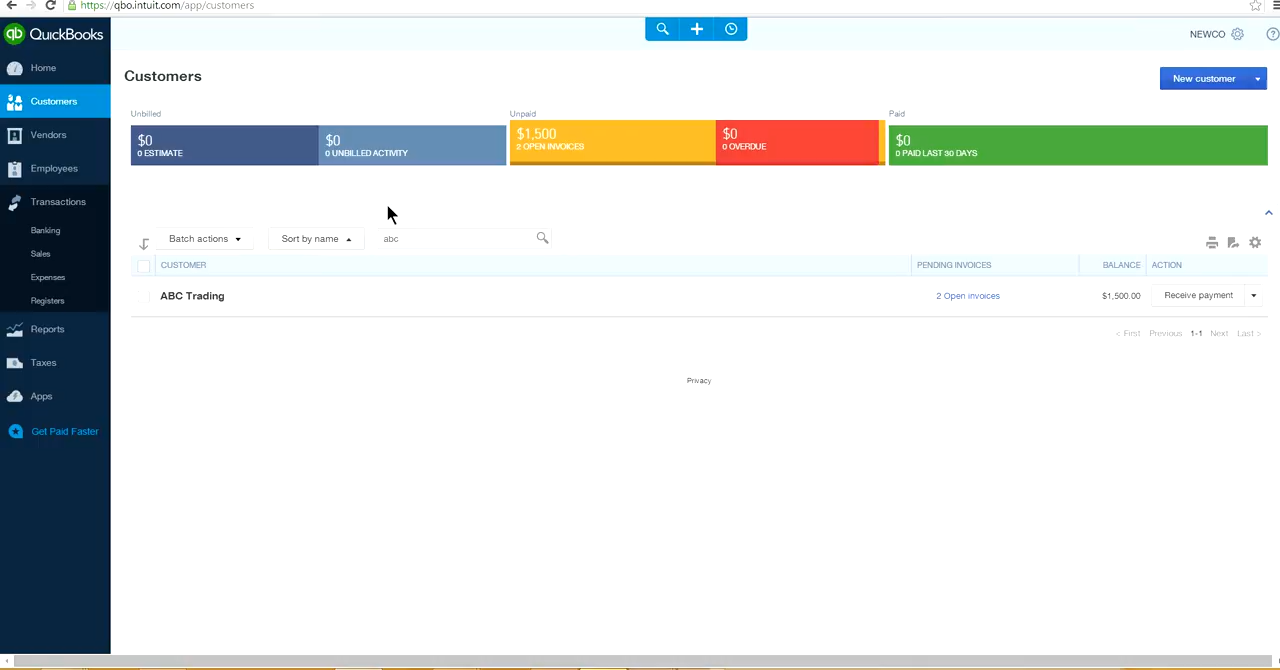 https://qbo.intuit.com/app/customers
qb QuickBooks
NEWCO
Home
Customers
Vendors
Employees
Transactions
Banking
Sales
Expenses
Registers
Reports
Taxes
Apps
Get Paid Faster
Customers
New customer
Unbilled
Unpaid
Paid
$0
0 ESTIMATE
$0
0 UNBILLED ACTIVITY
$1,500
2 OPEN INVOICES
$0
0 OVERDUE
$0
0 PAID LAST 30 DAYS
Batch actions
Sort by name
abc
CUSTOMER PENDING INVOICES BALANCE ACTION
ABC Trading 2 Open invoices $1,500.00 Receive payment
< First Previous 1-1 Next Last >
Privacy